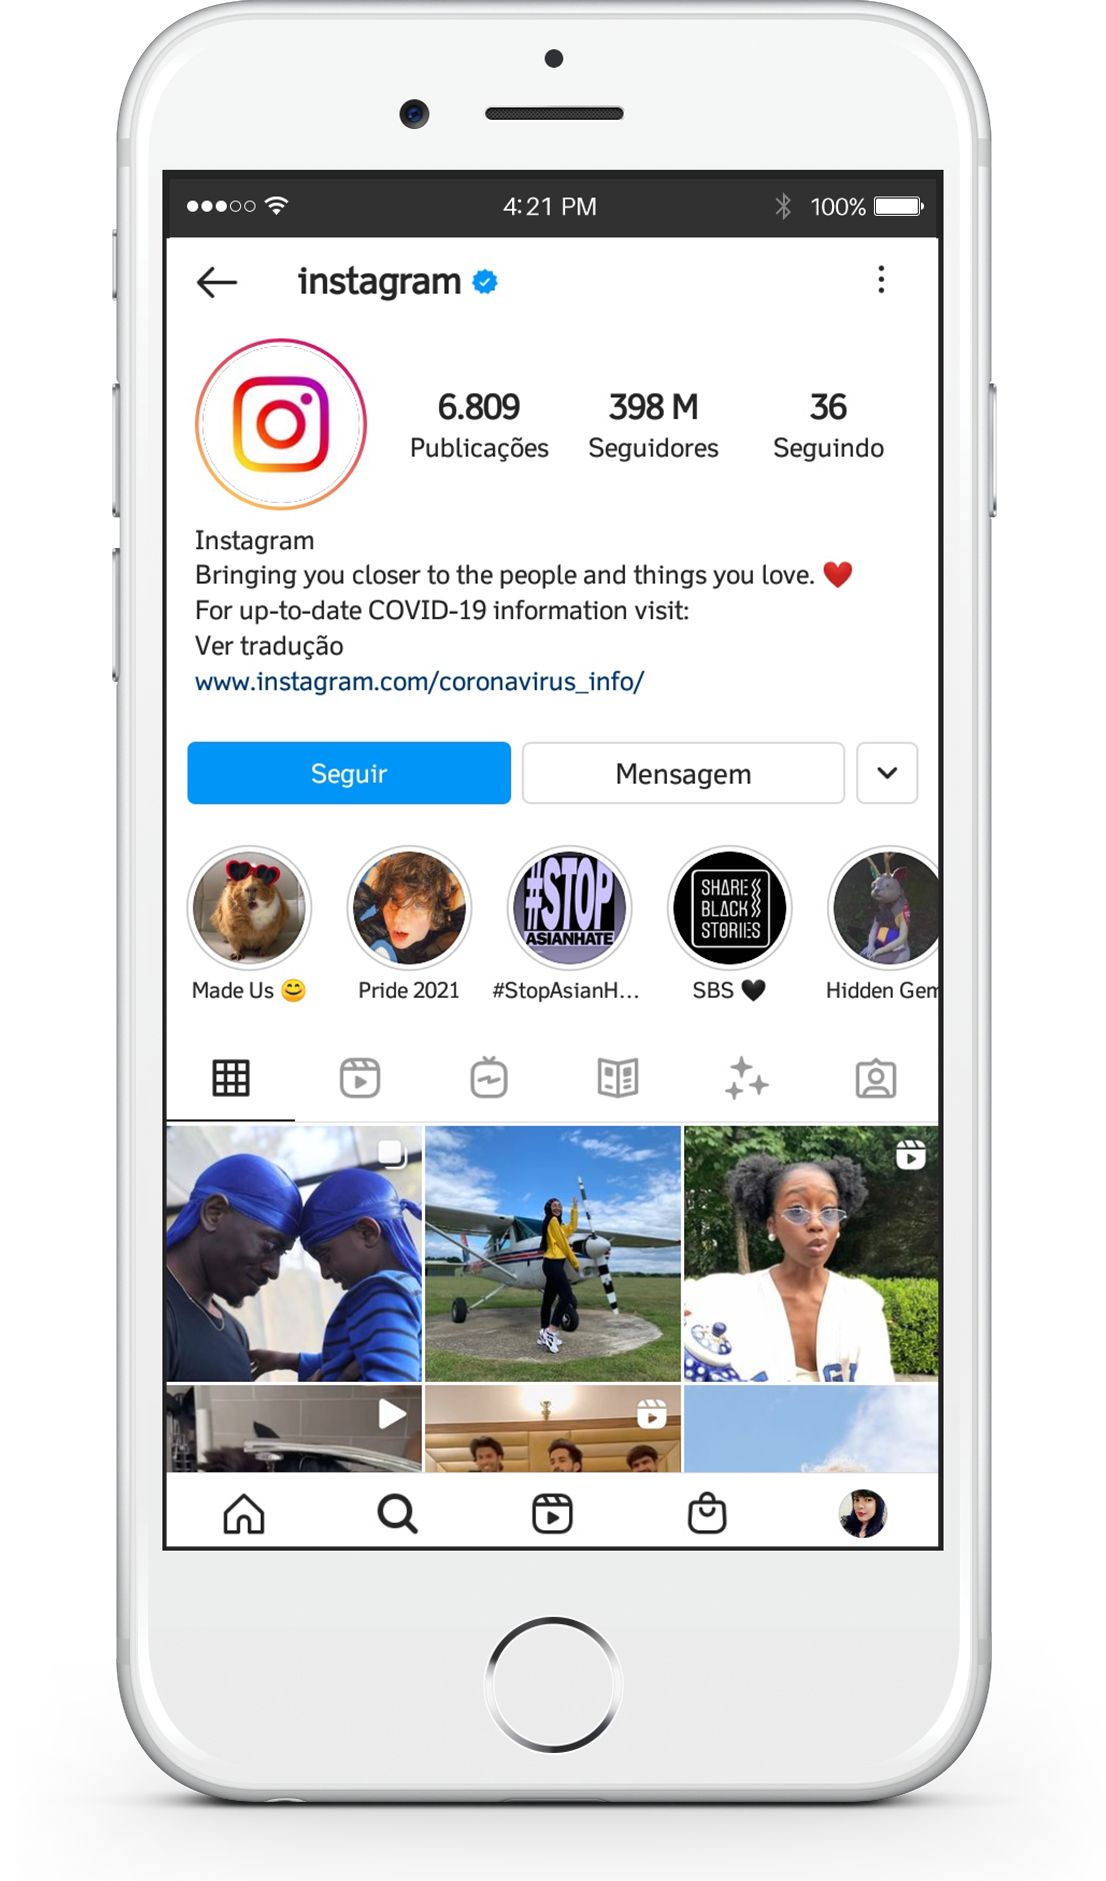 4:21 PM 100%
instagram
6.809 398 M 36
Publicações Seguidores Seguindo
Instagram
Bringing you closer to the people and things you love. ❤️
For up-to-date COVID-19 information visit:
Ver tradução
www.instagram.com/coronavirus_info/
Seguir Mensagem
#STOP
ASIANHATE
SHARE
BLACK
STORIES
Made Us 😊 Pride 2021 #StopAsianH... SBS 🖤 Hidden Gem